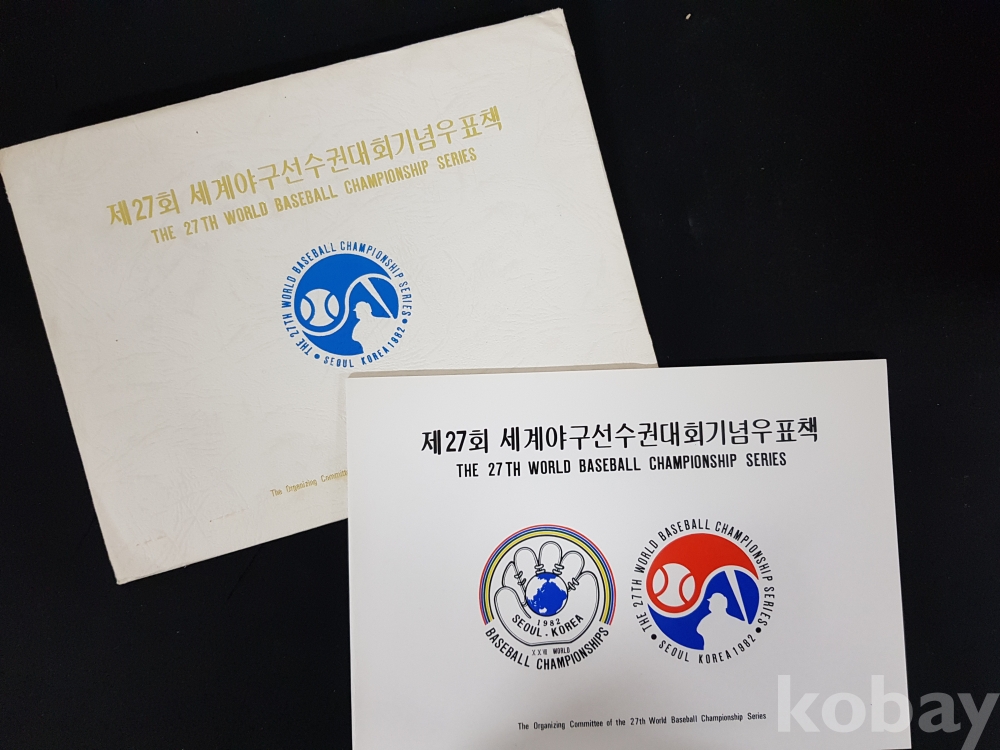 제27회 세계야구선수권대회기념우표책
THE 27TH WORLD BASEBALL CHAMPIONSHIP SERIES
THE 27TH WORLD BASEBALL CHAMPIONSHIP SERIES
SEOUL KOREA 1982
The Organizing Committe
제27회 세계야구선수권대회기념우표책
THE 27TH WORLD BASEBALL CHAMPIONSHIP SERIES
1982
SEOUL · KOREA
WORLD
BASEBALL CHAMPIONSHIPS
THE 27TH WORLD BASEBALL CHAMPIONSHIP SERIES
SEOUL KOREA 1982
The Organizing Committee of the 27th World Baseball Championship Series
kobay